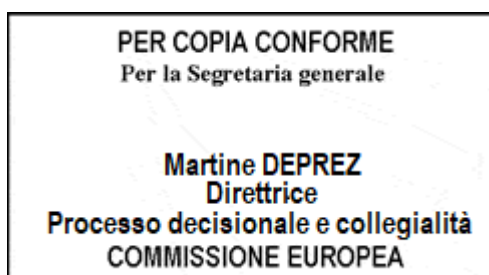 PER COPIA CONFORME
Per la Segretaria generale
Martine DEPREZ
Direttrice
Processo decisionale e collegialità
COMMISSIONE EUROPEA